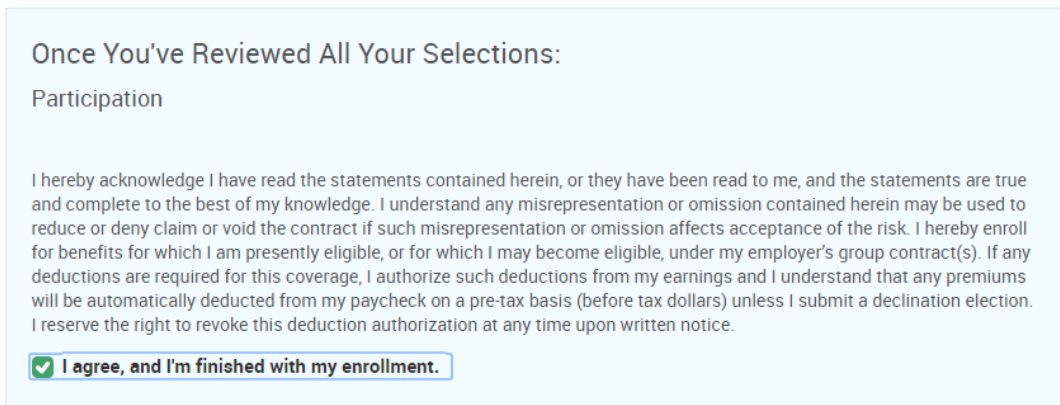 Once You've Reviewed All Your Selections:
Participation
I hereby acknowledge I have read the statements contained herein, or they have been read to me, and the statements are true
and complete to the best of my knowledge. I understand any misrepresentation or omission contained herein may be used to
reduce or deny claim or void the contract if such misrepresentation or omission affects acceptance of the risk. I hereby enroll
for benefits for which I am presently eligible, or for which I may become eligible, under my employer's group contract(s). If any
deductions are required for this coverage, I authorize such deductions from my earnings and I understand that any premiums
will be automatically deducted from my paycheck on a pre-tax basis (before tax dollars) unless I submit a declination election.
I reserve the right to revoke this deduction authorization at any time upon written notice.
I agree, and I'm finished with my enrollment.